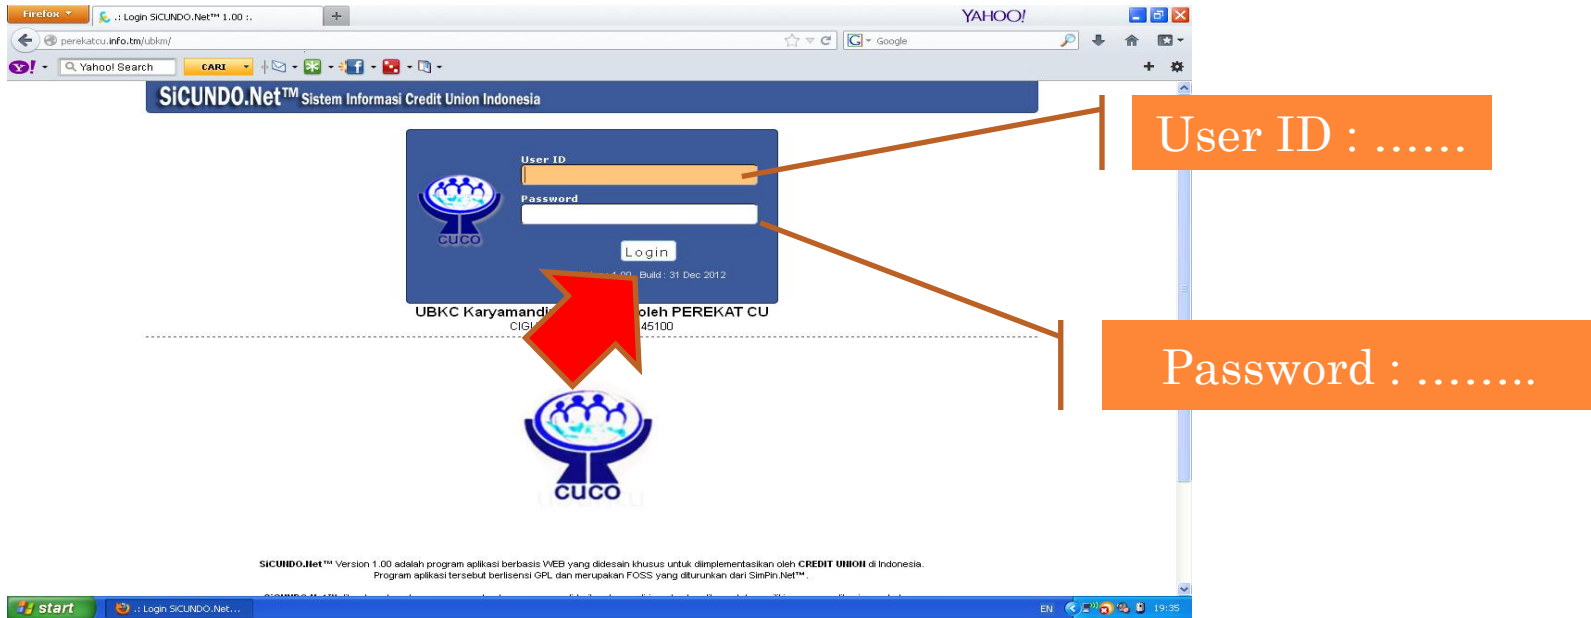 Firefox
.: Login SiCUNDO.Net™ 1.00 :.
YAHOO!
perekatcu.info.tm/ubkm/
Google
Y!
Yahoo! Search
CARI
SiCUNDO.Net™ Sistem Informasi Credit Union Indonesia
User ID : ......
User ID
Password
CUCO
Login
1.00 Build : 31 Dec 2012
UBKC Karyamandi oleh PEREKAT CU
CIGU 45100
Password : ........
CUCO
SiCUNDO.Net™ Version 1.00 adalah program aplikasi berbasis WEB yang didesain khusus untuk diimplementasikan oleh CREDIT UNION di Indonesia.
Program aplikasi tersebut berlisensi GPL dan merupakan FOSS yang diturunkan dari SimPin.Net™.
start
.: Login SiCUNDO.Net...
EN
19:35